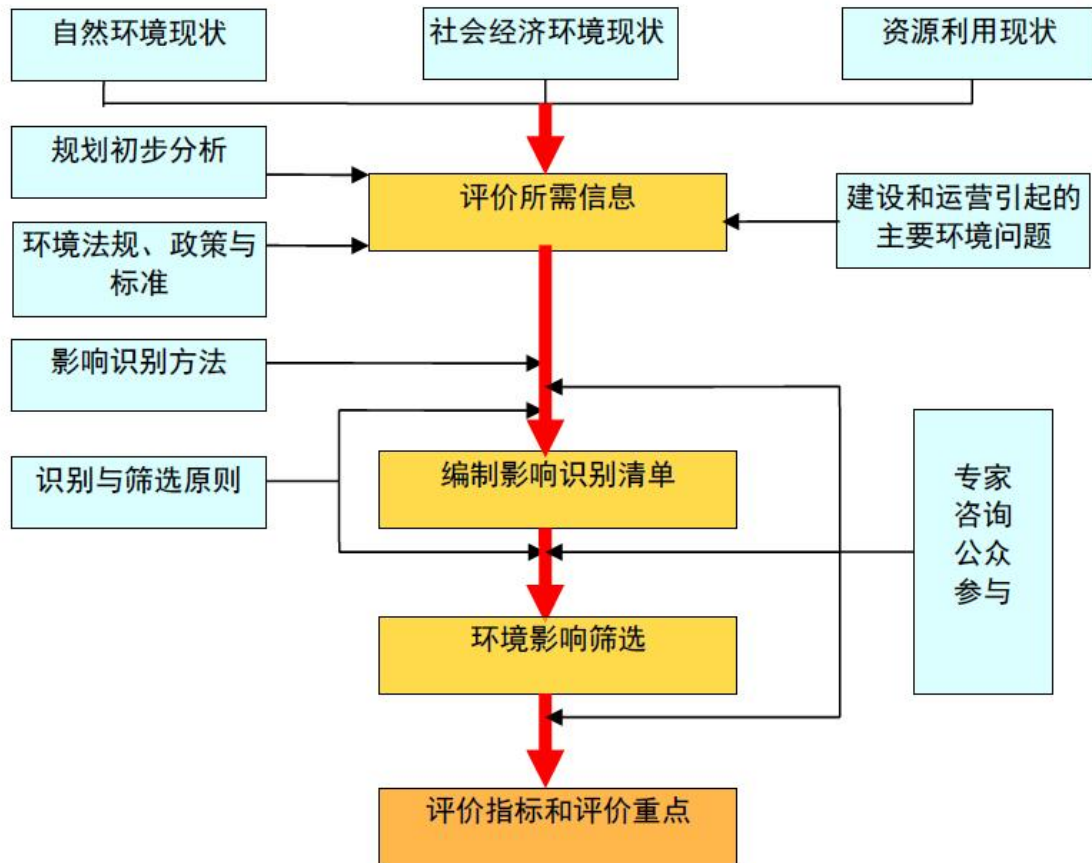 自然环境现状
社会经济环境现状
资源利用现状
规划初步分析
评价所需信息
建设和运营引起的
主要环境问题
环境法规、政策与
标准
影响识别方法
识别与筛选原则
编制影响识别清单
专家
咨询
公众
参与
环境影响筛选
评价指标和评价重点